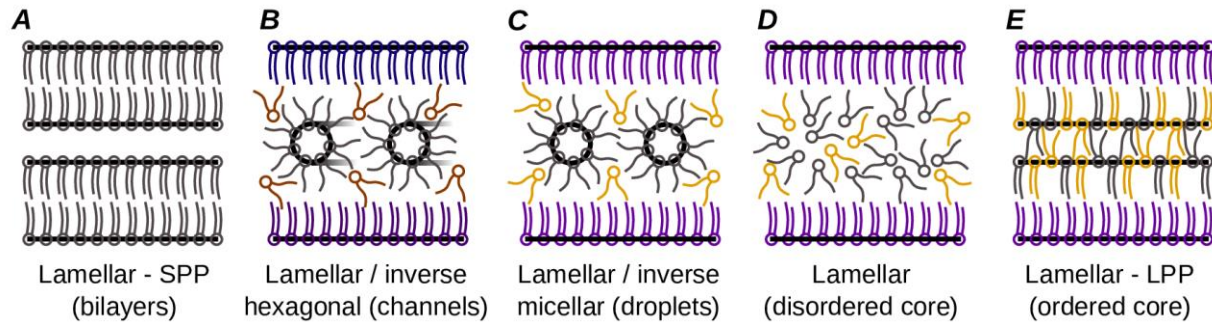 A
B
C
D
E
Lamellar - SPP
(bilayers)
Lamellar / inverse
hexagonal (channels)
Lamellar / inverse
micellar (droplets)
Lamellar
(disordered core)
Lamellar - LPP
(ordered core)